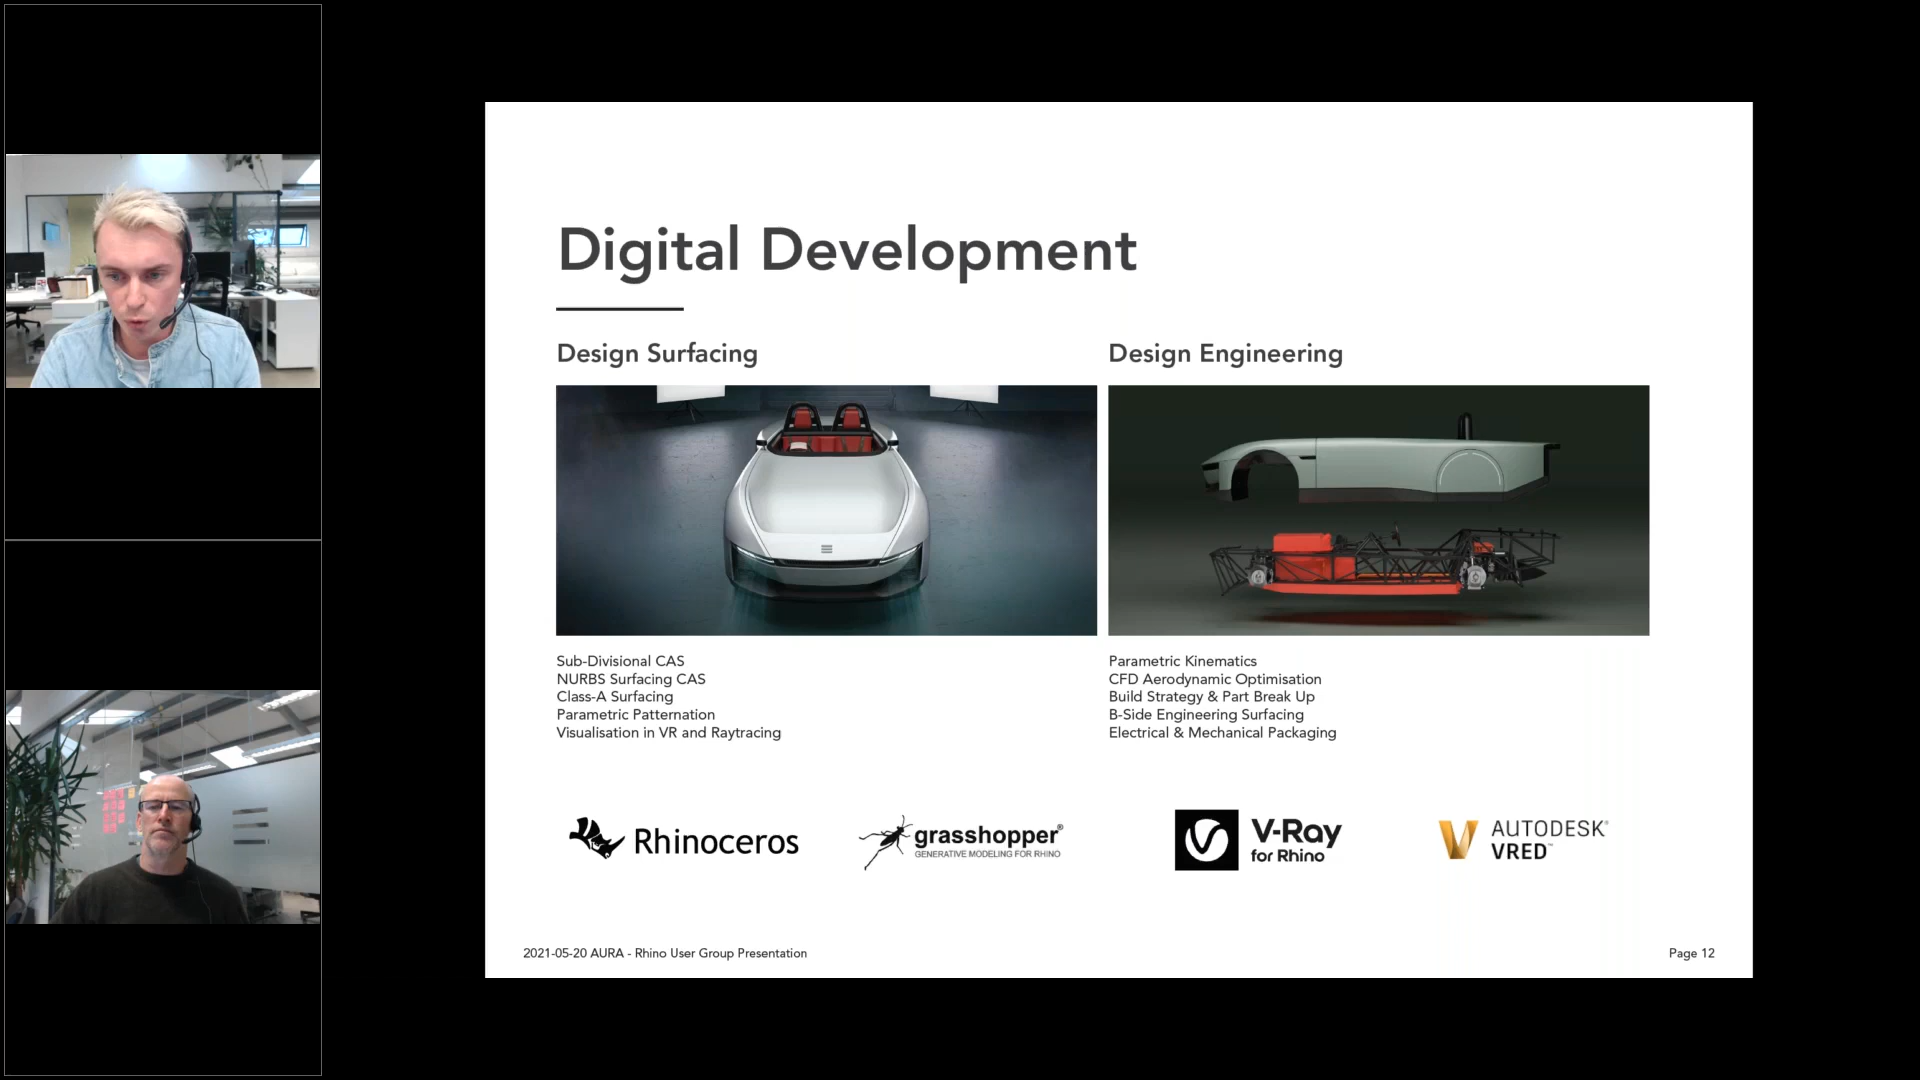 Digital Development
Design Surfacing
Sub-Divisional CAS
NURBS Surfacing CAS
Class-A Surfacing
Parametric Patternation
Visualisation in VR and Raytracing
Design Engineering
Parametric Kinematics
CFD Aerodynamic Optimisation
Build Strategy & Part Break Up
B-Side Engineering Surfacing
Electrical & Mechanical Packaging
Rhinoceros
grasshopper®
GENERATIVE MODELING FOR RHINO
V-Ray
for Rhino
AUTODESK®
VRED™
2021-05-20 AURA - Rhino User Group Presentation
Page 12